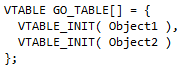 VTABLE GO_TABLE[] = {
  VTABLE_INIT( Object1 ),
  VTABLE_INIT( Object2 )
};